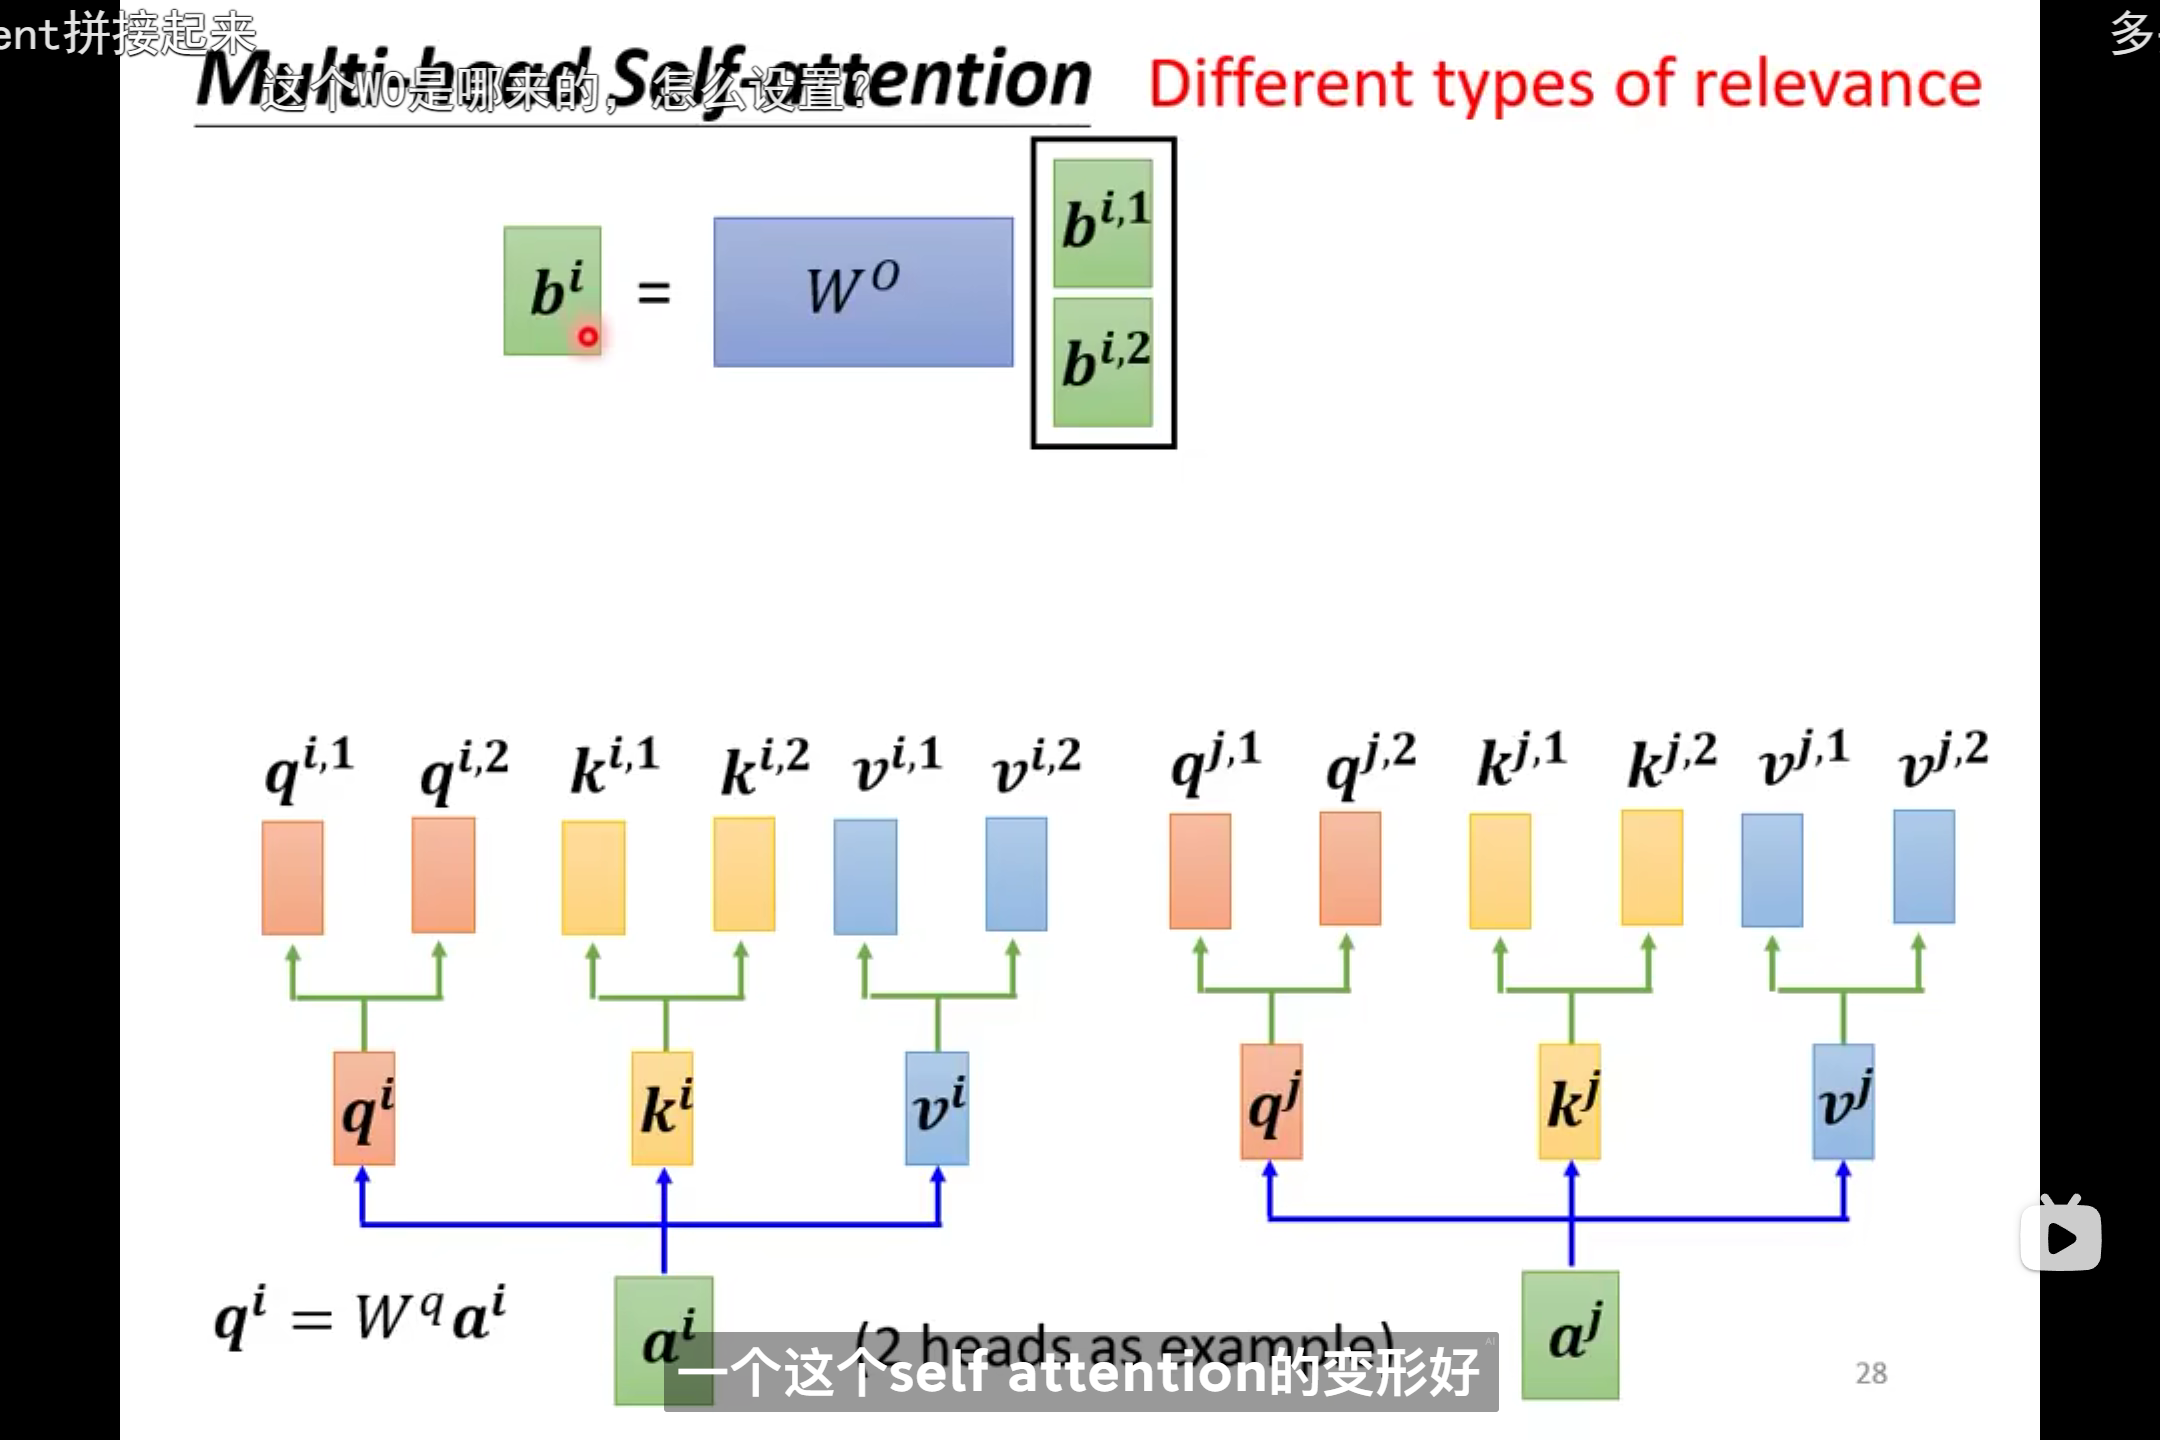 ent拼接起来
多
Multi-head Self-attention
Different types of relevance
这个WO是哪来的，怎么设置？
b^i = W^O
b^{i,1}
b^{i,2}
q^{i,1} q^{i,2} k^{i,1} k^{i,2} v^{i,1} v^{i,2} q^{j,1} q^{j,2} k^{j,1} k^{j,2} v^{j,1} v^{j,2}
q^i k^i v^i q^j k^j v^j
q^i = W^q a^i
a^i
(2 heads as example)
a^j
一个这个self attention的变形好
AI
28